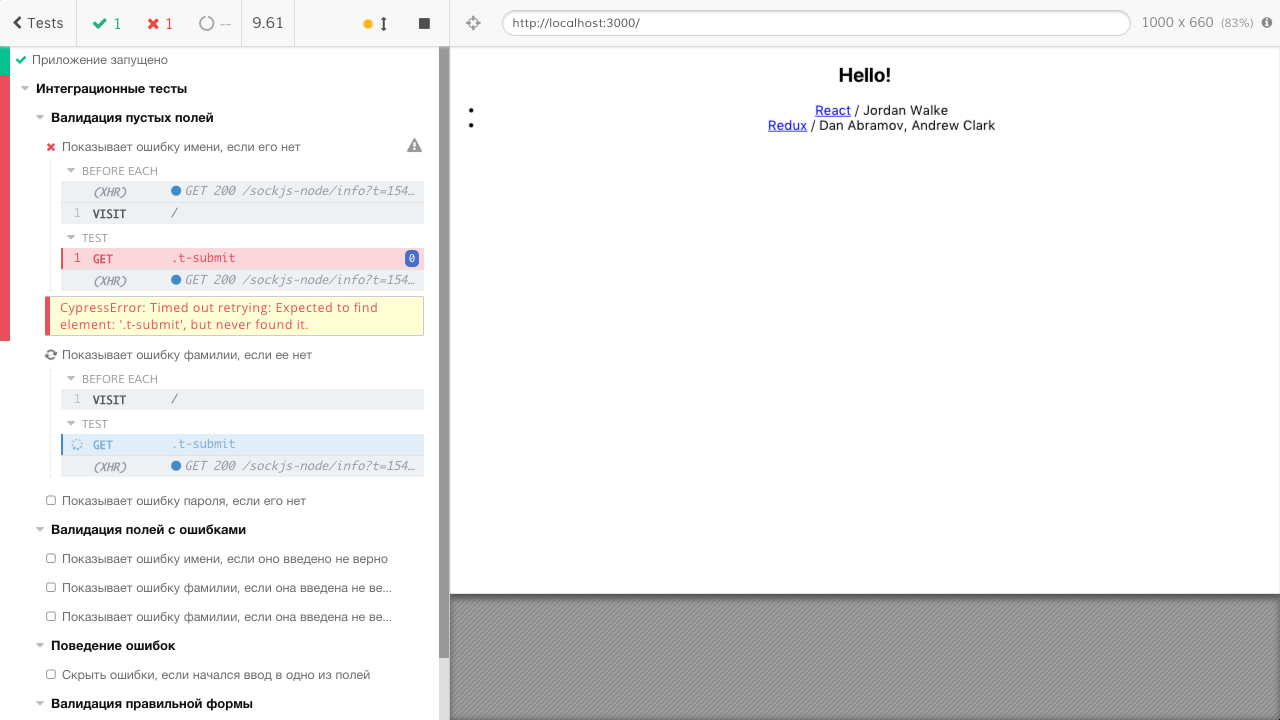 Tests
1
1
--
9.61
http://localhost:3000/
1000 x 660 (83%)
Приложение запущено
Интеграционные тесты
Валидация пустых полей
Показывает ошибку имени, если его нет
BEFORE EACH
(XHR) GET 200 /sockjs-node/info?t=154…
1 VISIT /
TEST
1 GET .t-submit 0
(XHR) GET 200 /sockjs-node/info?t=154…
CypressError: Timed out retrying: Expected to find
element: '.t-submit', but never found it.
Показывает ошибку фамилии, если ее нет
BEFORE EACH
1 VISIT /
TEST
GET .t-submit
(XHR) GET 200 /sockjs-node/info?t=154…
Показывает ошибку пароля, если его нет
Валидация полей с ошибками
Показывает ошибку имени, если оно введено не верно
Показывает ошибку фамилии, если она введена не ве…
Показывает ошибку фамилии, если она введена не ве…
Поведение ошибок
Скрыть ошибки, если начался ввод в одно из полей
Валидация правильной формы
Hello!
React / Jordan Walke
Redux / Dan Abramov, Andrew Clark